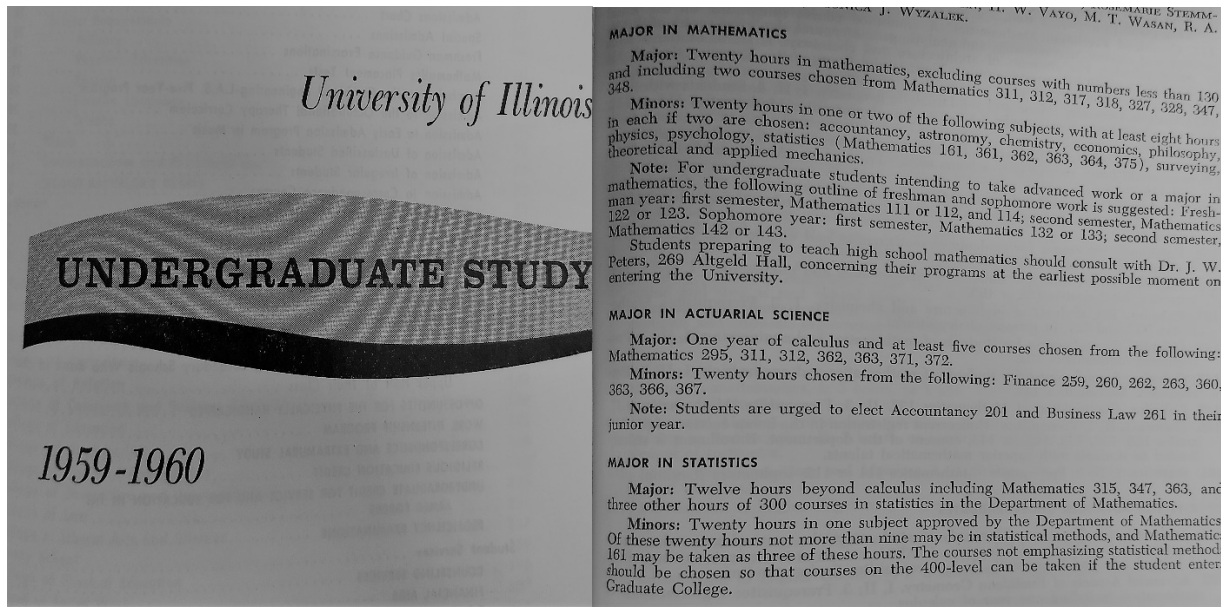 University of Illinois
UNDERGRADUATE STUDY
1959-1960
J. WYZALEK. H. W. VAYO, M. T. WASAN, R. A.
MAJOR IN MATHEMATICS
Major: Twenty hours in mathematics, excluding courses with numbers less than 130
and including two courses chosen from Mathematics 311, 312, 317, 318, 327, 328, 347,
348.
Minors: Twenty hours in one or two of the following subjects, with at least eight hours
in each if two are chosen: accountancy, astronomy, chemistry, economics, philosophy,
physics, psychology, statistics (Mathematics 161, 361, 362, 363, 364, 375), surveying,
theoretical and applied mechanics.
Note: For undergraduate students intending to take advanced work or a major in
mathematics, the following outline of freshman and sophomore work is suggested: Fresh-
man year: first semester, Mathematics 111 or 112, and 114; second semester, Mathematics
122 or 123. Sophomore year: first semester, Mathematics 132 or 133; second semester
Mathematics 142 or 143.
Students preparing to teach high school mathematics should consult with Dr. J. W.
Peters, 269 Altgeld Hall, concerning their programs at the earliest possible moment on
entering the University.
MAJOR IN ACTUARIAL SCIENCE
Major: One year of calculus and at least five courses chosen from the following:
Mathematics 295, 311, 312, 362, 363, 371, 372.
Minors: Twenty hours chosen from the following: Finance 259, 260, 262, 263, 360,
363, 366, 367.
Note: Students are urged to elect Accountancy 201 and Business Law 261 in their
junior year.
MAJOR IN STATISTICS
Major: Twelve hours beyond calculus including Mathematics 315, 347, 363, and
three other hours of 300 courses in statistics in the Department of Mathematics.
Minors: Twenty hours in one subject approved by the Department of Mathematics
Of these twenty hours not more than nine may be in statistical methods, and Mathematic
161 may be taken as three of these hours. The courses not emphasizing statistical method
should be chosen so that courses on the 400-level can be taken if the student enter
Graduate College.